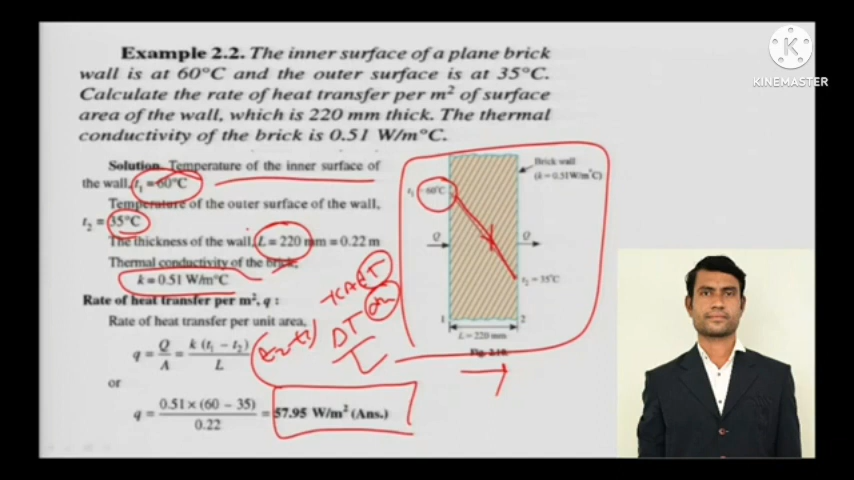 Example 2.2. The inner surface of a plane brick
wall is at 60°C and the outer surface is at 35°C.
Calculate the rate of heat transfer per m² of surface
area of the wall, which is 220 mm thick. The thermal
conductivity of the brick is 0.51 W/m°C.
K
KINEMASTER
Solution. Temperature of the inner surface of
the wall, t₁ = 60°C
Temperature of the outer surface of the wall,
t₂ = 35°C
The thickness of the wall, L = 220 mm = 0.22 m
Thermal conductivity of the brick,
k = 0.51 W/m°C
Rate of heat transfer per m², q :
Rate of heat transfer per unit area,
q = Q/A = k (t₁ – t₂)/L
or
q = 0.51 × (60 – 35)/0.22 = 57.95 W/m² (Ans.)
Brick wall
(k = 0.51 W/m°C)
t₁ = 60°C
Q
Q
t₂ = 35°C
1
2
L = 220 mm
-KA dT
dx
(t₂-t₁)
DT
L